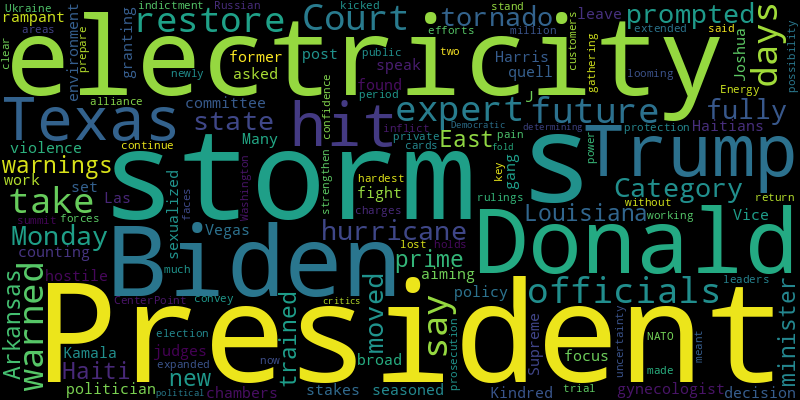 Ukraine indictment Russian kicked stand leave million customers Joshua days
rampant restore Court tornado prompted
clear areas prepare environment granting former asked post efforts public two Harris quell extended said
electricity
alliance newly speak found period J gathering looming Energy possibility
Texas committee state hit confidence private cards inflict expert Democratic East future determining protection fully Haitians
violence Many
warnings continue storm s Trump
work set Las hardest fight strengthen pain fold gang key power Category without return
take forces summit faces Washington charges rulings
Monday Vegas sexualized hurricane Louisiana working Vice
counting lost holds prime Donald
hostile much Biden aiming
Arkansas warned CenterPoint convey critics moved say policy officials leaders minister
President
Kamala election now trained broad prosecution seasoned Supreme focus uncertainty NATO meant
Haiti judges expanded made
politician new political chambers stakes Kindred trial gynecologist decision